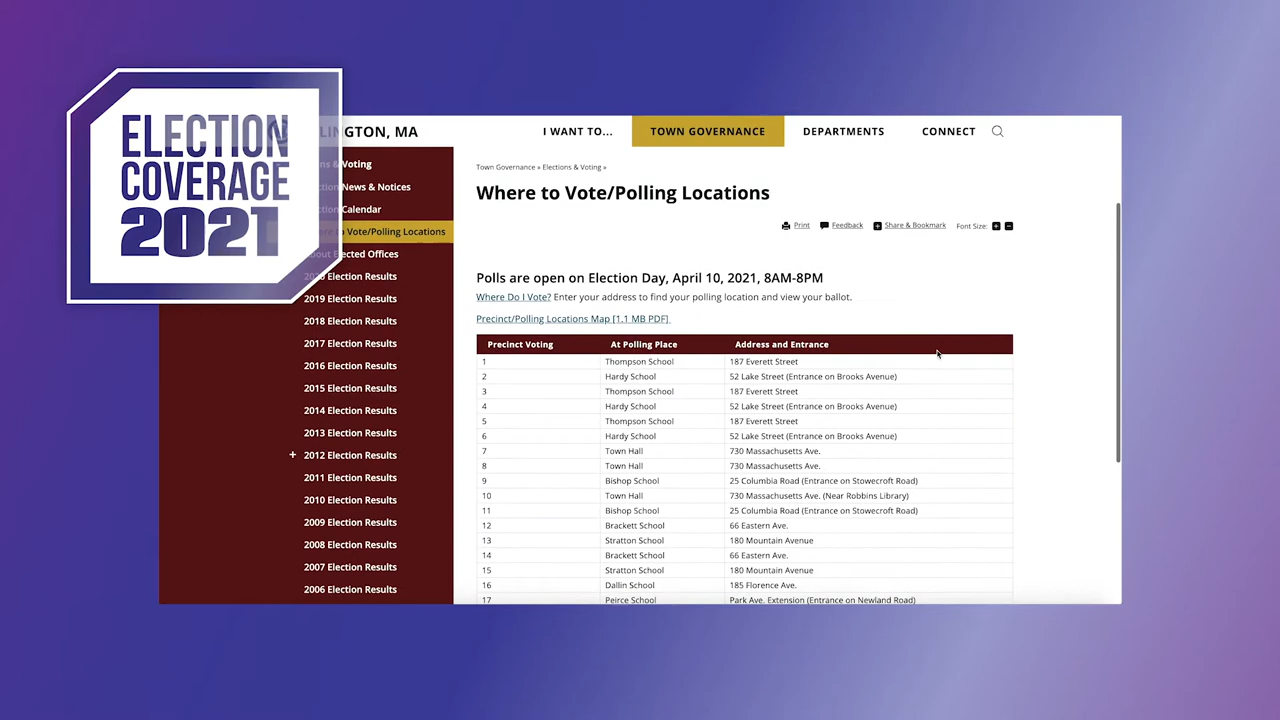 ELECTION
COVERAGE
2021
LINGTON, MA
I WANT TO...
TOWN GOVERNANCE
DEPARTMENTS
CONNECT
Voting
News & Notices
Calendar
Where to Vote/Polling Locations
About Elected Offices
2020 Election Results
2019 Election Results
2018 Election Results
2017 Election Results
2016 Election Results
2015 Election Results
2014 Election Results
2013 Election Results
+ 2012 Election Results
2011 Election Results
2010 Election Results
2009 Election Results
2008 Election Results
2007 Election Results
2006 Election Results
Town Governance » Elections & Voting »
Where to Vote/Polling Locations
Print Feedback Share & Bookmark Font Size: + -
Polls are open on Election Day, April 10, 2021, 8AM-8PM
Where Do I Vote? Enter your address to find your polling location and view your ballot.
Precinct/Polling Locations Map [1.1 MB PDF]
Precinct Voting At Polling Place Address and Entrance
1 Thompson School 187 Everett Street
2 Hardy School 52 Lake Street (Entrance on Brooks Avenue)
3 Thompson School 187 Everett Street
4 Hardy School 52 Lake Street (Entrance on Brooks Avenue)
5 Thompson School 187 Everett Street
6 Hardy School 52 Lake Street (Entrance on Brooks Avenue)
7 Town Hall 730 Massachusetts Ave.
8 Town Hall 730 Massachusetts Ave.
9 Bishop School 25 Columbia Road (Entrance on Stowecroft Road)
10 Town Hall 730 Massachusetts Ave. (Near Robbins Library)
11 Bishop School 25 Columbia Road (Entrance on Stowecroft Road)
12 Brackett School 66 Eastern Ave.
13 Stratton School 180 Mountain Avenue
14 Brackett School 66 Eastern Ave.
15 Stratton School 180 Mountain Avenue
16 Dallin School 185 Florence Ave.
17 Peirce School Park Ave. Extension (Entrance on Newland Road)